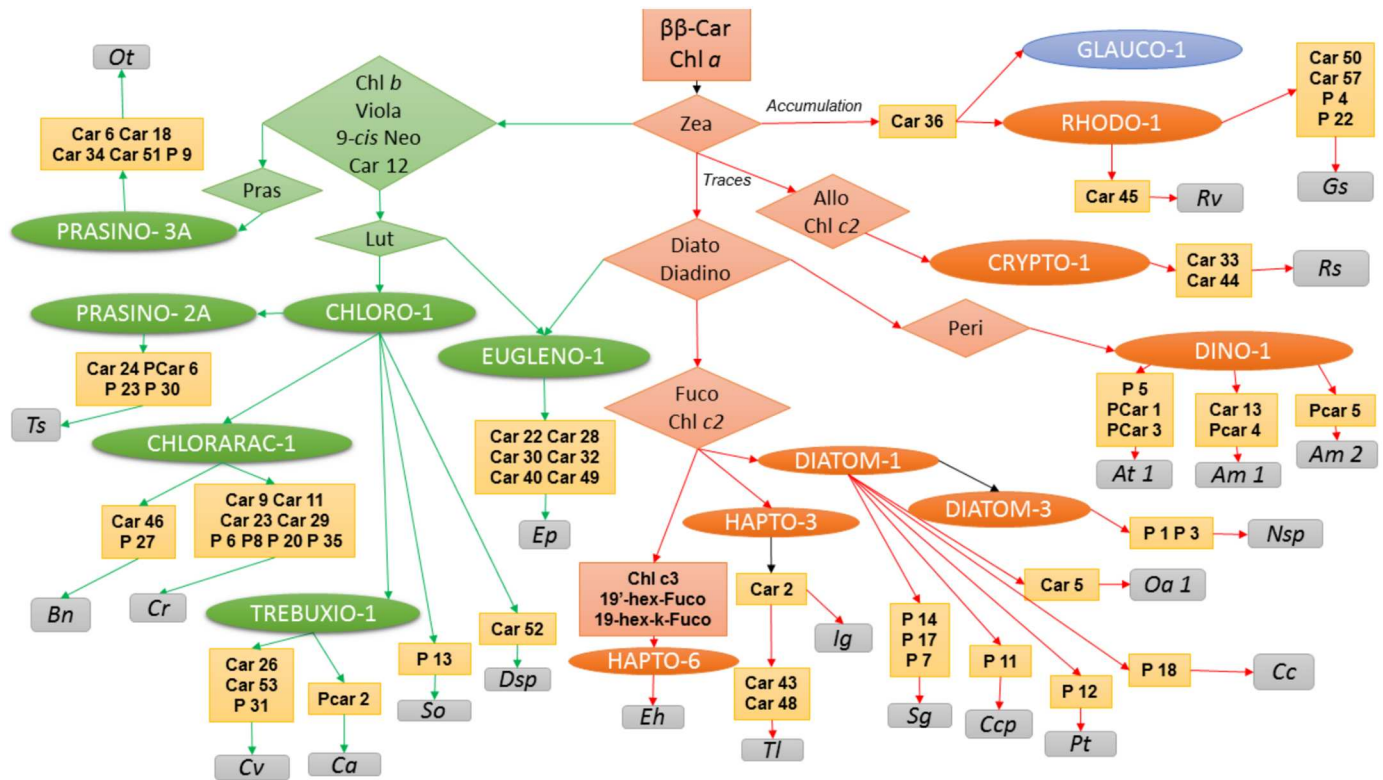 ββ-Car
Chl a
Zea
Accumulation
Car 36
GLAUCO-1
RHODO-1
Car 50
Car 57
P 4
P 22
Gs
Car 45
Rv
Traces
Allo
Chl c2
CRYPTO-1
Car 33
Car 44
Rs
Chl b
Viola
9-cis Neo
Car 12
Pras
PRASINO- 3A
Car 6 Car 18
Car 34 Car 51 P 9
Ot
Lut
CHLORO-1
PRASINO- 2A
Car 24 PCar 6
P 23 P 30
Ts
CHLORARAC-1
Car 46
P 27
Bn
Car 9 Car 11
Car 23 Car 29
P 6 P8 P 20 P 35
Cr
TREBUXIO-1
Car 26
Car 53
P 31
Cv
Pcar 2
Ca
P 13
So
Car 52
Dsp
Diato
Diadino
EUGLENO-1
Car 22 Car 28
Car 30 Car 32
Car 40 Car 49
Ep
Peri
DINO-1
P 5
PCar 1
PCar 3
At 1
Car 13
Pcar 4
Am 1
Pcar 5
Am 2
Fuco
Chl c2
Chl c3
19’-hex-Fuco
19-hex-k-Fuco
HAPTO-6
Eh
HAPTO-3
Car 2
Ig
Car 43
Car 48
Tl
DIATOM-1
DIATOM-3
P 1 P 3
Nsp
Car 5
Oa 1
P 14
P 17
P 7
Sg
P 11
Ccp
P 12
Pt
P 18
Cc